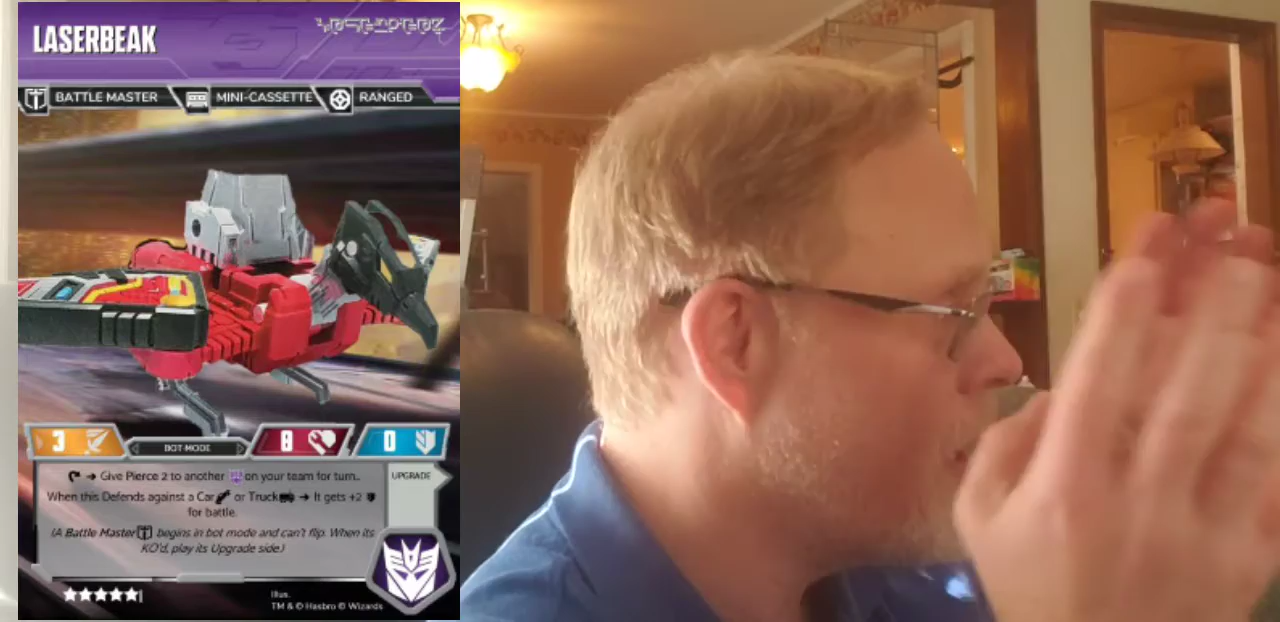 LASERBEAK
BATTLE MASTER
MINI-CASSETTE
RANGED
3
BOT MODE
8
0
→ Give Pierce 2 to another on your team for turn..
UPGRADE
When this Defends against a Car or Truck → It gets +2
for battle.
(A Battle Master begins in bot mode and can't flip. When its
KO'd, play its Upgrade side.)
Illus.
TM & © Hasbro © Wizards